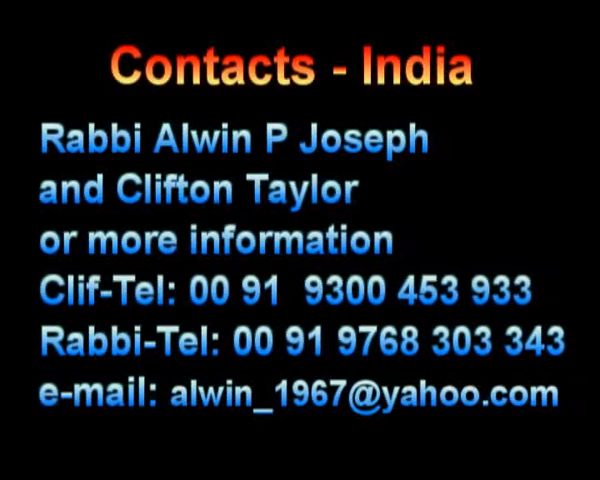 Contacts - India
Rabbi Alwin P Joseph
and Clifton Taylor
or more information
Clif-Tel: 00 91 9300 453 933
Rabbi-Tel: 00 91 9768 303 343
e-mail: alwin_1967@yahoo.com